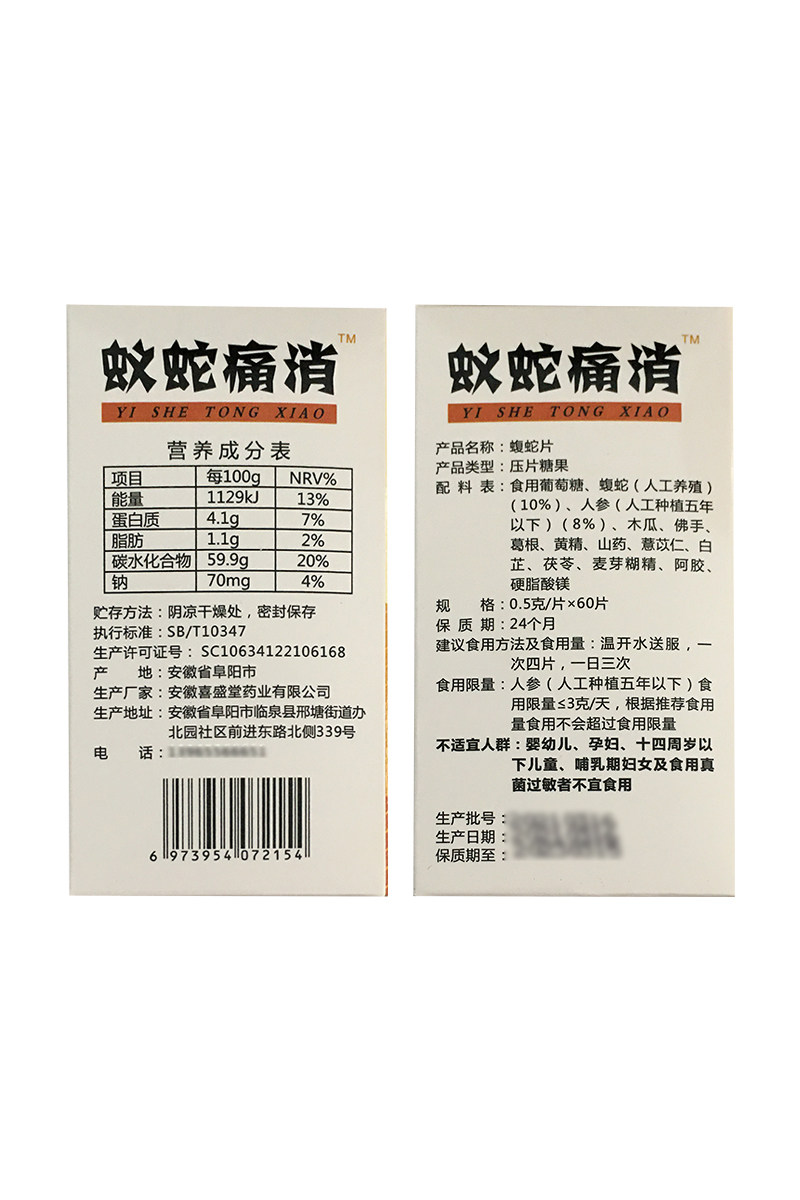 蚁蛇痛消™
YI SHE TONG XIAO
营养成分表
项目 每100g NRV%
能量 1129kJ 13%
蛋白质 4.1g 7%
脂肪 1.1g 2%
碳水化合物 59.9g 20%
钠 70mg 4%
贮存方法：阴凉干燥处，密封保存
执行标准：SB/T10347
生产许可证号： SC10634122106168
产 地：安徽省阜阳市
生产厂家：安徽喜盛堂药业有限公司
生产地址：安徽省阜阳市临泉县邢塘街道办
北园社区前进东路北侧339号
电 话：
6 973954 072154
蚁蛇痛消™
YI SHE TONG XIAO
产品名称：蝮蛇片
产品类型：压片糖果
配 料 表：食用葡萄糖、蝮蛇（人工养殖）
（10%）、人参（人工种植五年
以下）（8%）、木瓜、佛手、
葛根、黄精、山药、薏苡仁、白
芷、茯苓、麦芽糊精、阿胶、
硬脂酸镁
规 格：0.5克/片×60片
保 质 期：24个月
建议食用方法及食用量：温开水送服，一
次四片，一日三次
食用限量：人参（人工种植五年以下）食
用限量≤3克/天，根据推荐食用
量食用不会超过食用限量
不适宜人群：婴幼儿、孕妇、十四周岁以
下儿童、哺乳期妇女及食用真
菌过敏者不宜食用
生产批号：
生产日期：
保质期至：